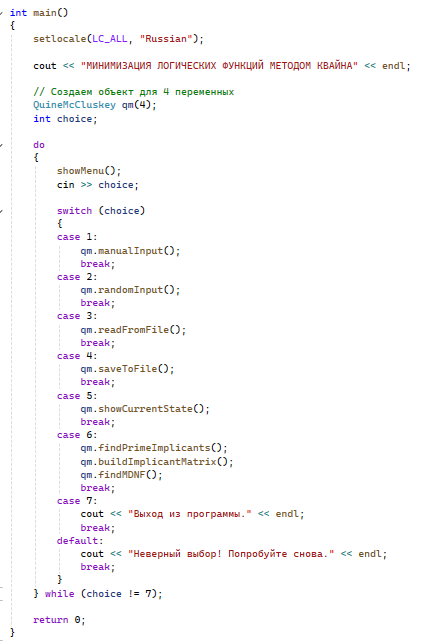 int main()
{
setlocale(LC_ALL, "Russian");
cout << "МИНИМИЗАЦИЯ ЛОГИЧЕСКИХ ФУНКЦИЙ МЕТОДОМ КВАЙНА" << endl;
// Создаем объект для 4 переменных
QuineMcCluskey qm(4);
int choice;
do
{
showMenu();
cin >> choice;
switch (choice)
{
case 1:
qm.manualInput();
break;
case 2:
qm.randomInput();
break;
case 3:
qm.readFromFile();
break;
case 4:
qm.saveToFile();
break;
case 5:
qm.showCurrentState();
break;
case 6:
qm.findPrimeImplicants();
qm.buildImplicantMatrix();
qm.findMDNF();
break;
case 7:
cout << "Выход из программы." << endl;
break;
default:
cout << "Неверный выбор! Попробуйте снова." << endl;
break;
}
} while (choice != 7);
return 0;
}